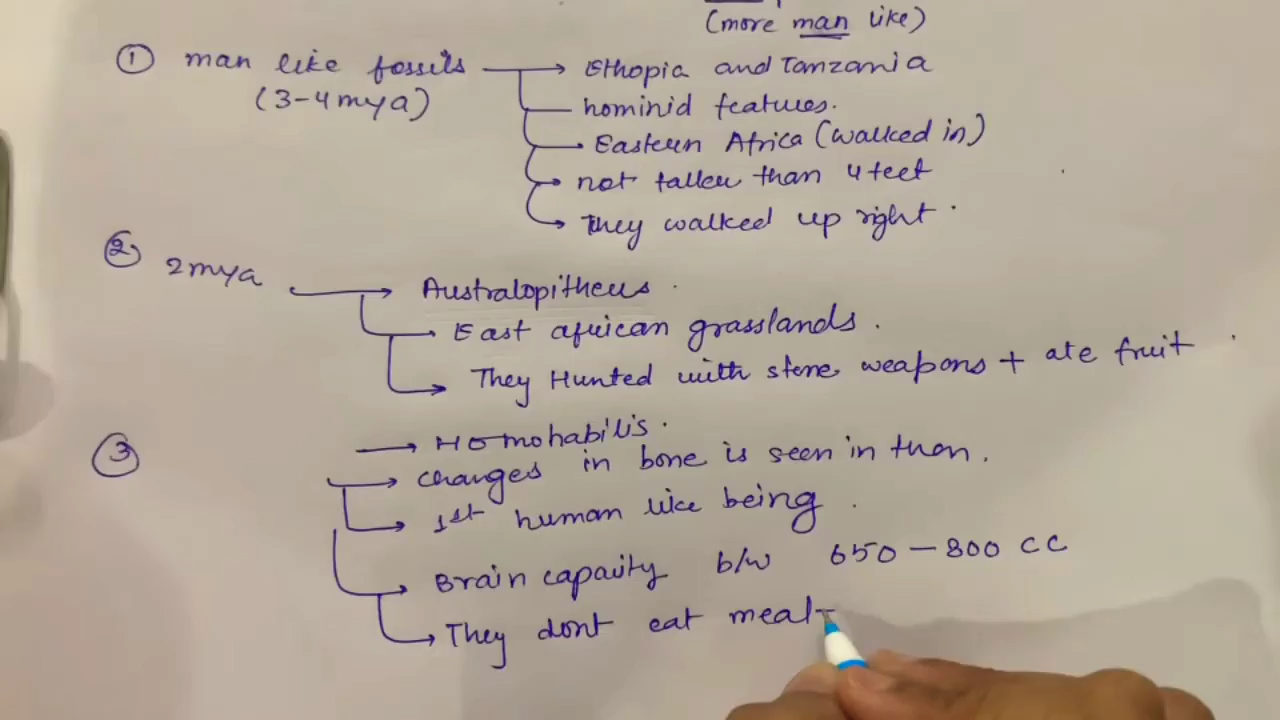 (more man like)
① man like fossils → Ethopia and Tanzania
(3-4mya) hominid features.
→ Eastern Africa (walked in)
→ not taller than 4 feet
→ They walked up right.
② 2mya → Australopitheus.
→ East african grasslands.
→ They Hunted with stone weapons + ate fruit.
③ → Homohabilis.
→ changes in bone is seen in then.
→ 1st human like being.
→ Brain capaity b/w 650-800 CC
→ They dont eat meat